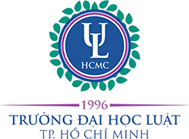 UL
HCMC
1996
TRƯỜNG ĐẠI HỌC LUẬT
TP. HỒ CHÍ MINH